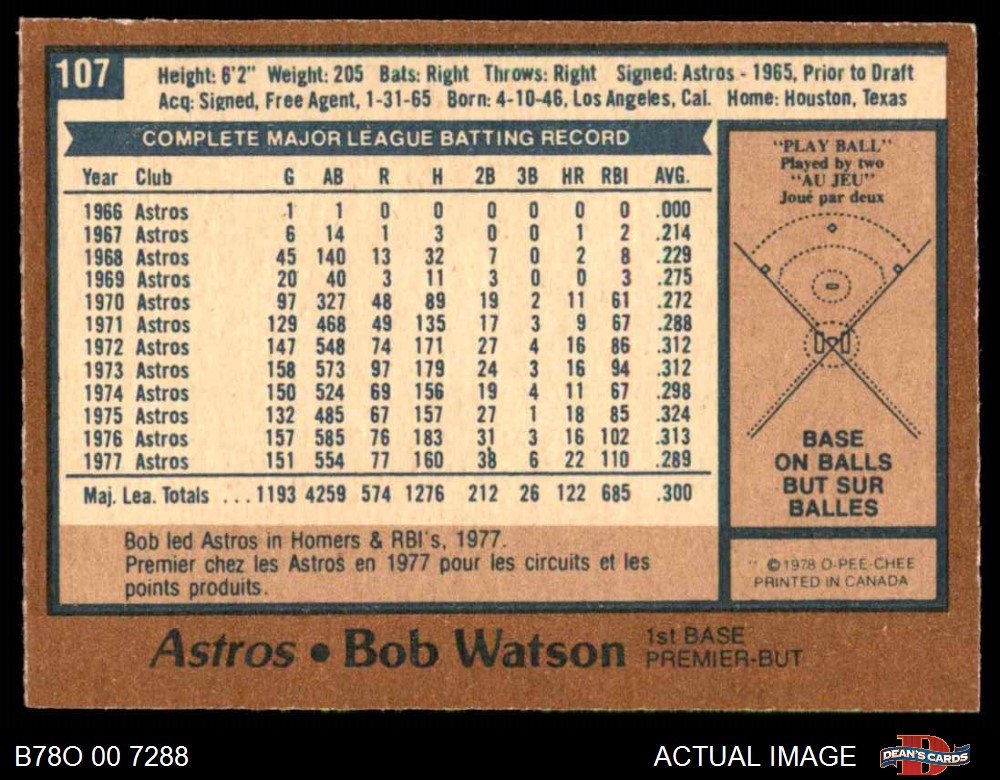 107
Height: 6'2" Weight: 205 Bats: Right Throws: Right Signed: Astros - 1965, Prior to Draft
Acq: Signed, Free Agent, 1-31-65 Born: 4-10-46, Los Angeles, Cal. Home: Houston, Texas
COMPLETE MAJOR LEAGUE BATTING RECORD
Year Club G AB R H 2B 3B HR RBI AVG.
1966 Astros 1 1 0 0 0 0 0 0 .000
1967 Astros 6 14 1 3 0 0 1 2 .214
1968 Astros 45 140 13 32 7 0 2 8 .229
1969 Astros 20 40 3 11 3 0 0 3 .275
1970 Astros 97 327 48 89 19 2 11 61 .272
1971 Astros 129 468 49 135 17 3 9 67 .288
1972 Astros 147 548 74 171 27 4 16 86 .312
1973 Astros 158 573 97 179 24 3 16 94 .312
1974 Astros 150 524 69 156 19 4 11 67 .298
1975 Astros 132 485 67 157 27 1 18 85 .324
1976 Astros 157 585 76 183 31 3 16 102 .313
1977 Astros 151 554 77 160 38 6 22 110 .289
Maj. Lea. Totals ... 1193 4259 574 1276 212 26 122 685 .300
Bob led Astros in Homers & RBI's, 1977.
Premier chez les Astros en 1977 pour les circuits et les
points produits.
"PLAY BALL"
Played by two
"AU JEU"
Joué par deux
BASE
ON BALLS
BUT SUR
BALLES
©1978 O-PEE-CHEE
PRINTED IN CANADA
Astros • Bob Watson
1st BASE
PREMIER-BUT
B78O 00 7288
ACTUAL IMAGE
DEAN'S CARDS